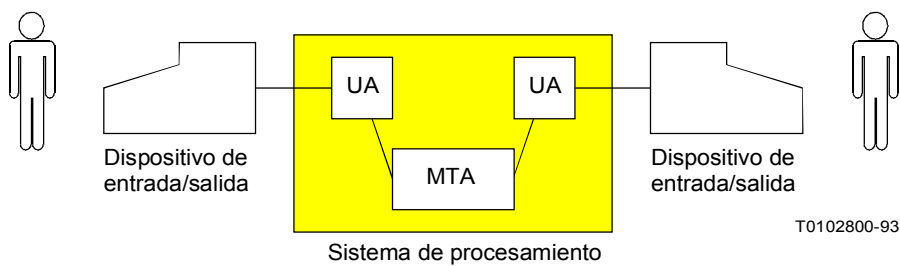 UA
UA
MTA
Dispositivo de
entrada/salida
Dispositivo de
entrada/salida
T0102800-93
Sistema de procesamiento